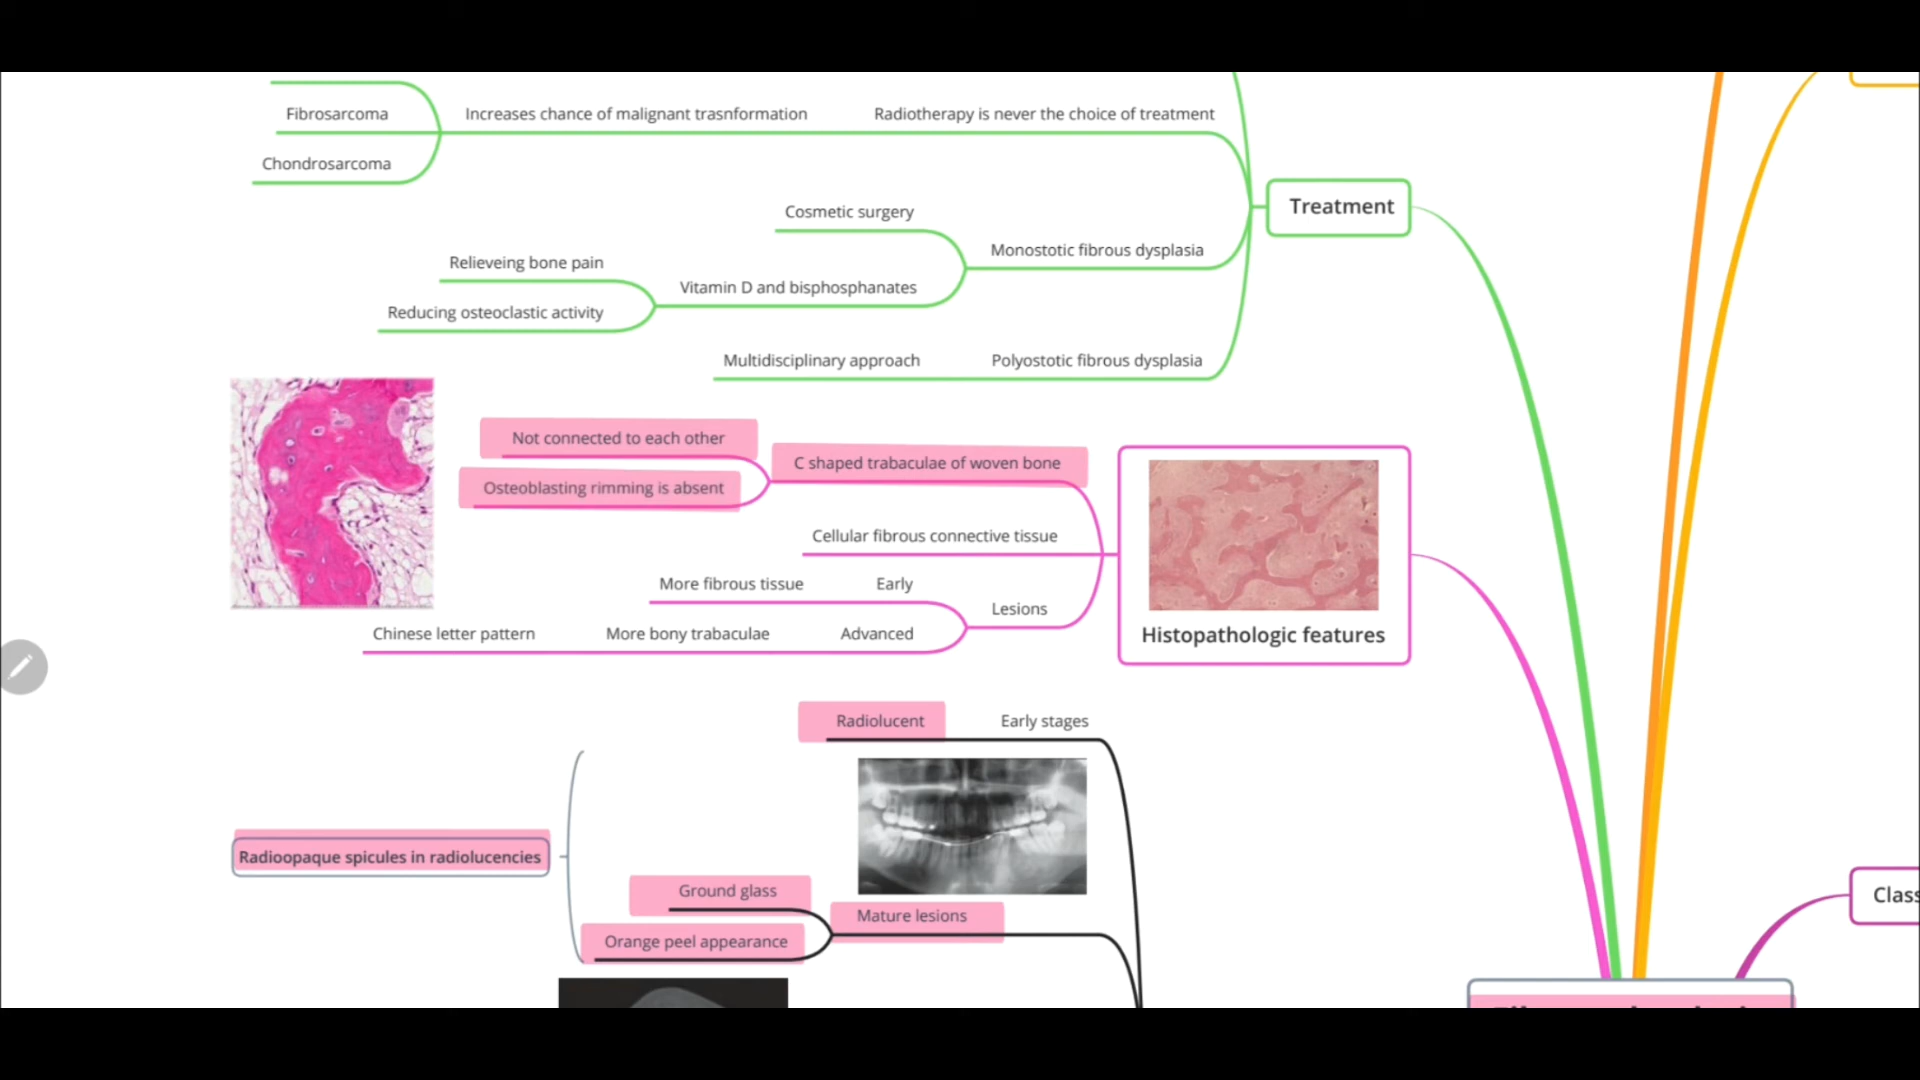 Fibrosarcoma
Increases chance of malignant trasnformation
Radiotherapy is never the choice of treatment
Chondrosarcoma
Treatment
Cosmetic surgery
Monostotic fibrous dysplasia
Relieveing bone pain
Vitamin D and bisphosphanates
Reducing osteoclastic activity
Multidisciplinary approach
Polyostotic fibrous dysplasia
Not connected to each other
C shaped trabaculae of woven bone
Osteoblasting rimming is absent
Cellular fibrous connective tissue
More fibrous tissue
Early
Lesions
Chinese letter pattern
More bony trabaculae
Advanced
Histopathologic features
Radiolucent
Early stages
Radioopaque spicules in radiolucencies
Ground glass
Mature lesions
Orange peel appearance
Class